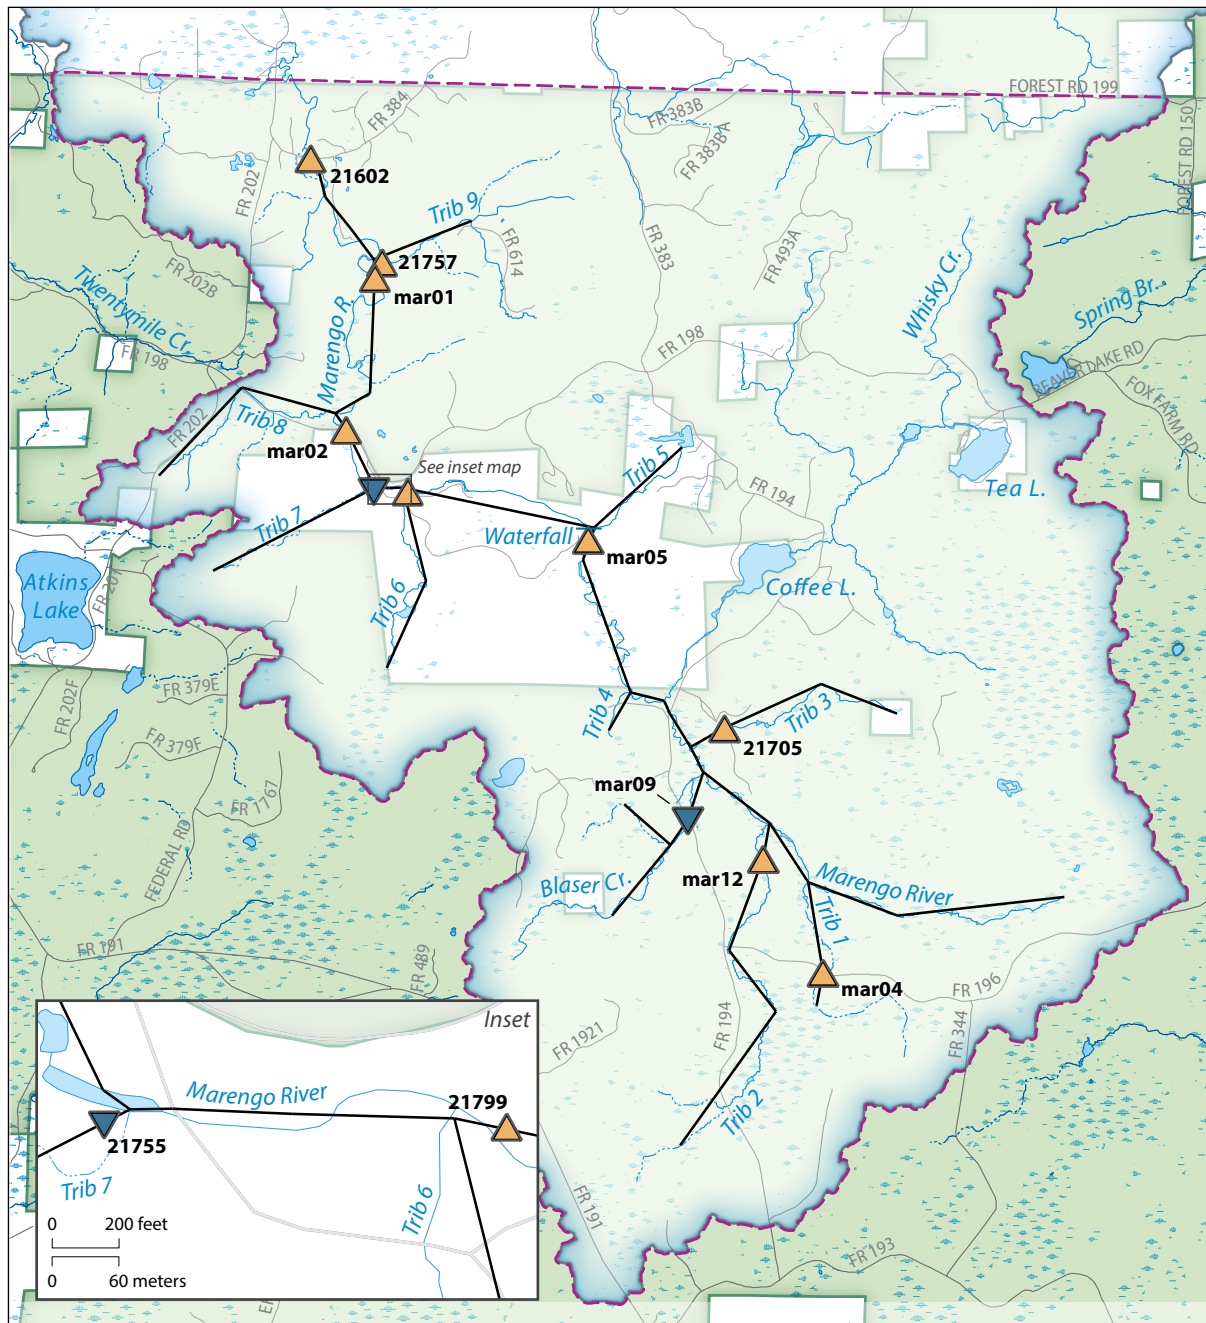 FOREST RD 199
FR 384
FR 383B
FR 383B A
FOREST RD 150
21602
FR 202
Trib 9
FR 614
FR 383
FR 493A
21757
mar01
FR 202B
Twentymile Cr.
Whisky Cr.
Spring Br.
Marengo R.
FR 198
FR 198
BEAVER LAKE RD
FOX FARM RD
FR 202
Trib 8
mar02
See inset map
Trib 5
Tea L.
FR 194
Trib 7
Waterfall
mar05
Atkins
Lake
FR 201
Trib 6
Coffee L.
FR 379E
FR 202F
Trib 4
Trib 3
FR 379F
21705
mar09
FR 1761
FEDERAL RD
mar12
Blaser Cr.
Marengo River
Trib 1
FR 191
FR 489
mar04
FR 196
FR 1921
FR 194
FR 344
Trib 2
FR 191
FR 193
Inset
Marengo River
21799
21755
Trib 7
Trib 6
0 200 feet
0 60 meters